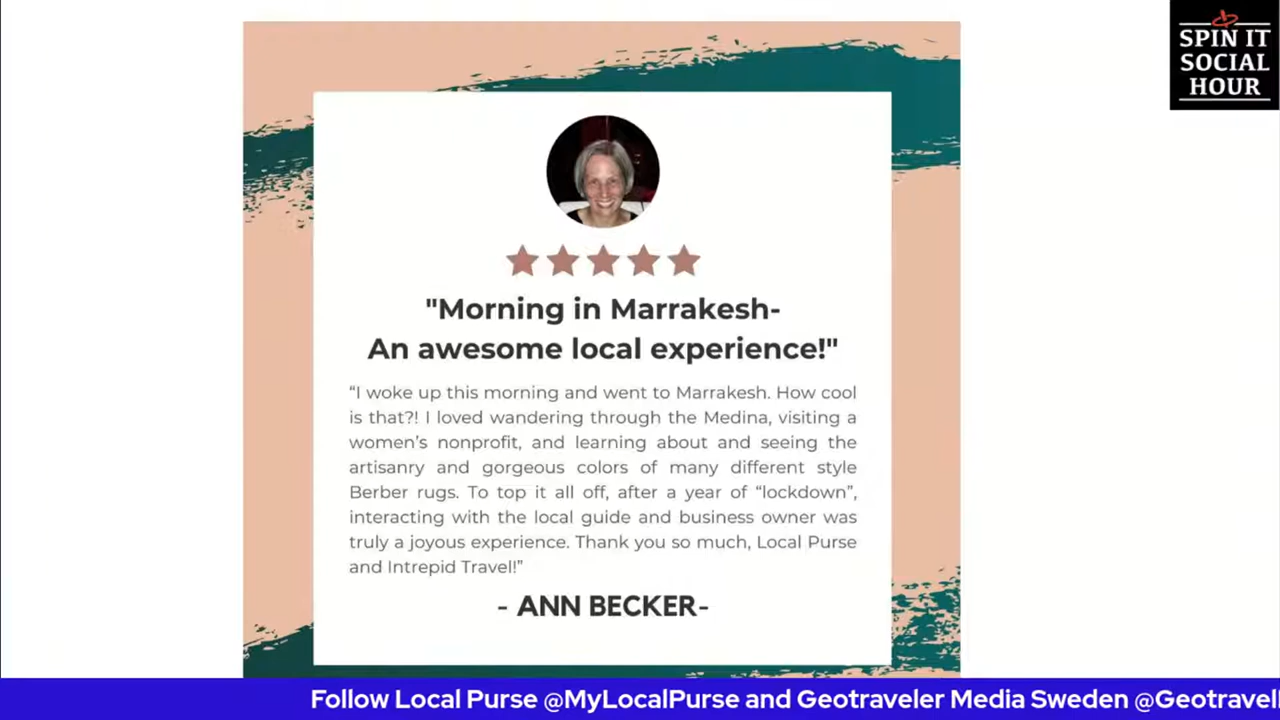 SPIN IT
SOCIAL
HOUR
"Morning in Marrakesh-
An awesome local experience!"
“I woke up this morning and went to Marrakesh. How cool
is that?! I loved wandering through the Medina, visiting a
women’s nonprofit, and learning about and seeing the
artisanry and gorgeous colors of many different style
Berber rugs. To top it all off, after a year of “lockdown”,
interacting with the local guide and business owner was
truly a joyous experience. Thank you so much, Local Purse
and Intrepid Travel!”
- ANN BECKER-
Follow Local Purse @MyLocalPurse and Geotraveler Media Sweden @Geotravel